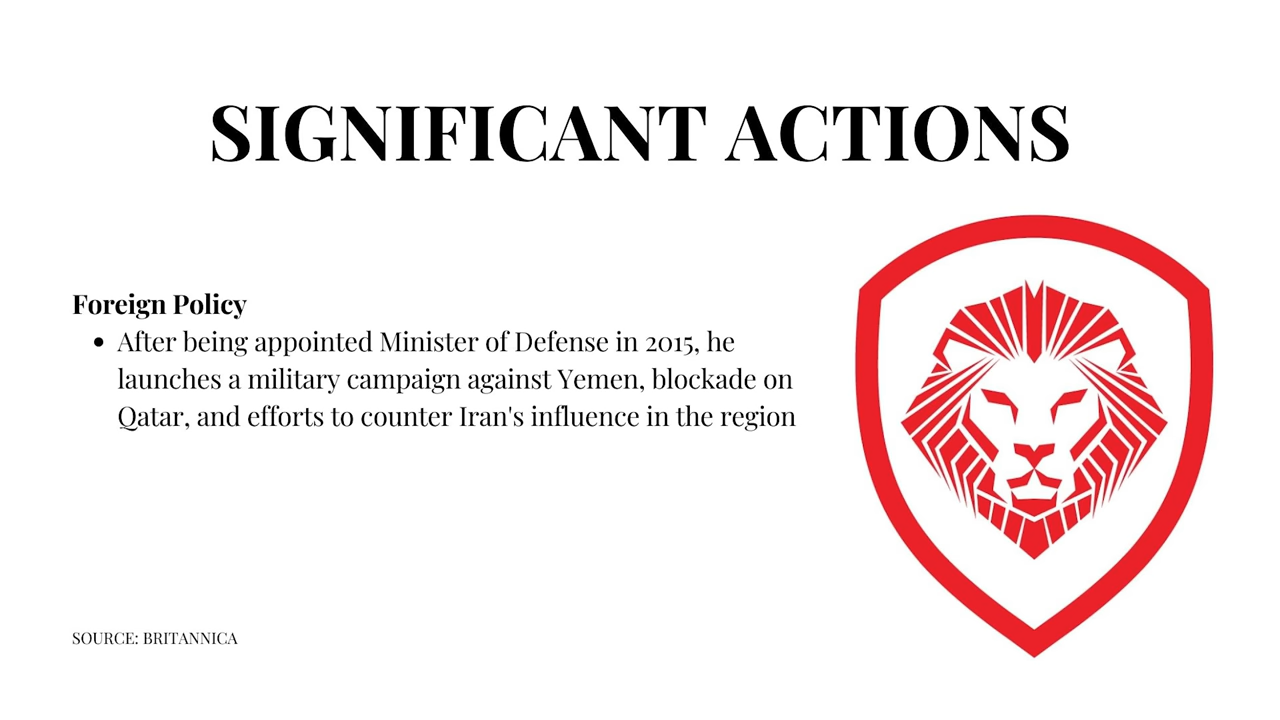 SIGNIFICANT ACTIONS
Foreign Policy
• After being appointed Minister of Defense in 2015, he
launches a military campaign against Yemen, blockade on
Qatar, and efforts to counter Iran's influence in the region
SOURCE: BRITANNICA